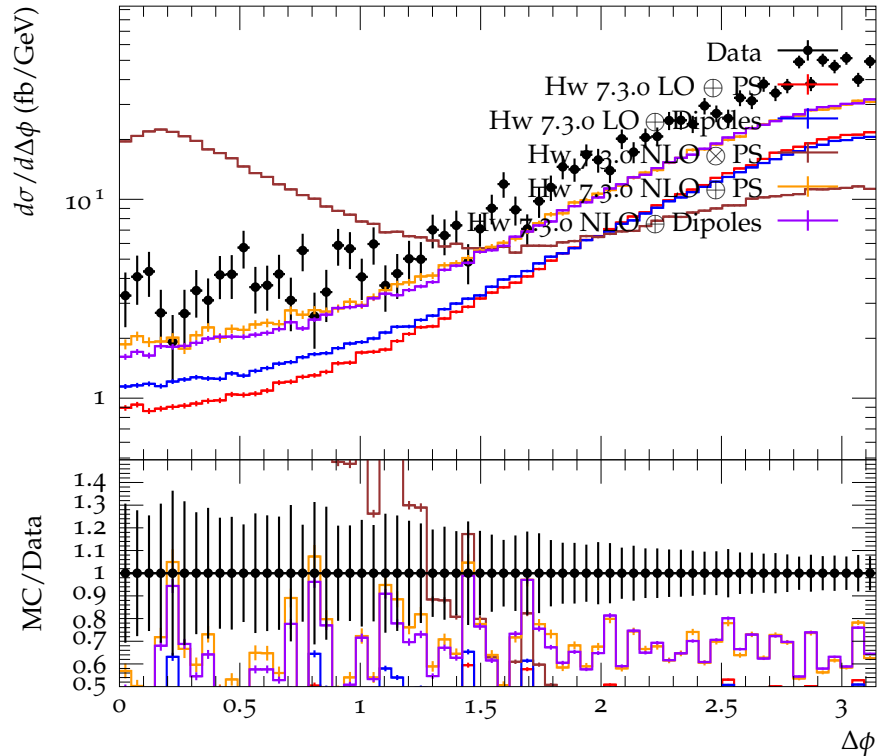 dσ/dΔϕ (fb/GeV)
10¹
1
Data
Hw 7.3.0 LO ⊕ PS
Hw 7.3.0 LO ⊕ Dipoles
Hw 7.3.0 NLO ⊗ PS
Hw 7.3.0 NLO ⊕ PS
Hw 7.3.0 NLO ⊕ Dipoles
MC/Data
1.4
1.3
1.2
1.1
1
0.9
0.8
0.7
0.6
0.5
0 0.5 1 1.5 2 2.5 3
Δϕ